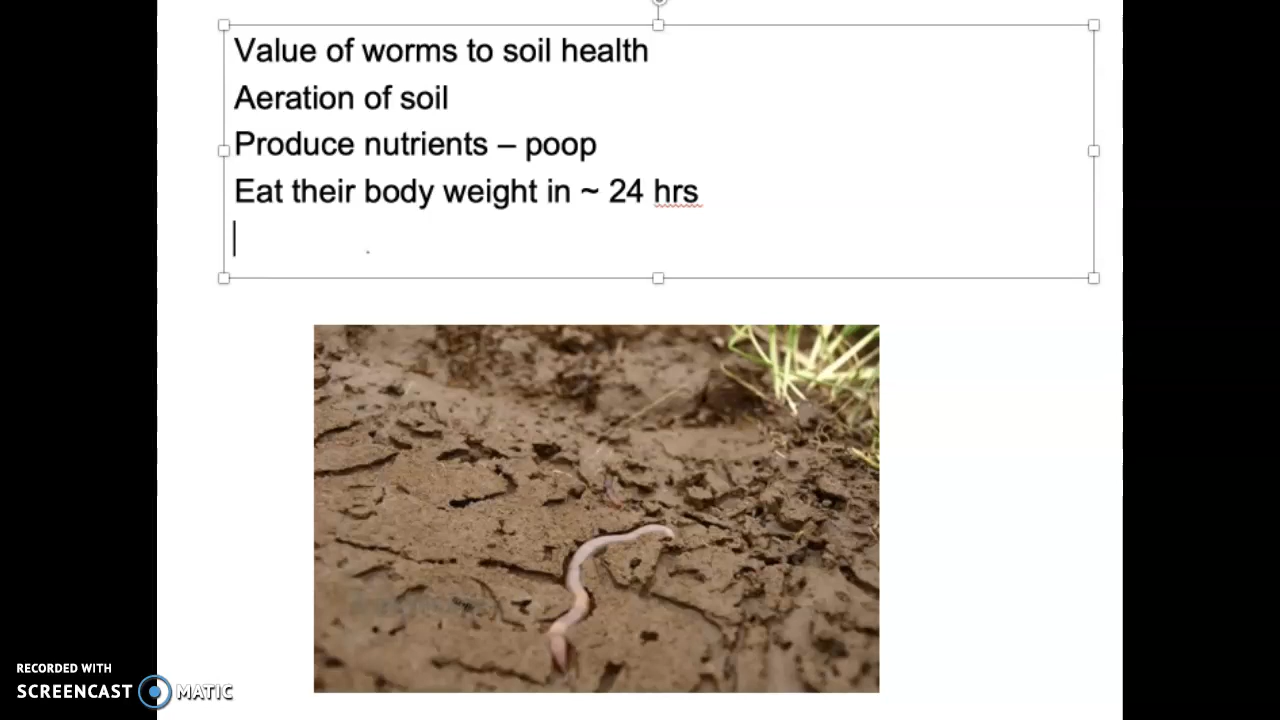 Value of worms to soil health
Aeration of soil
Produce nutrients – poop
Eat their body weight in ~ 24 hrs
RECORDED WITH
SCREENCAST MATIC